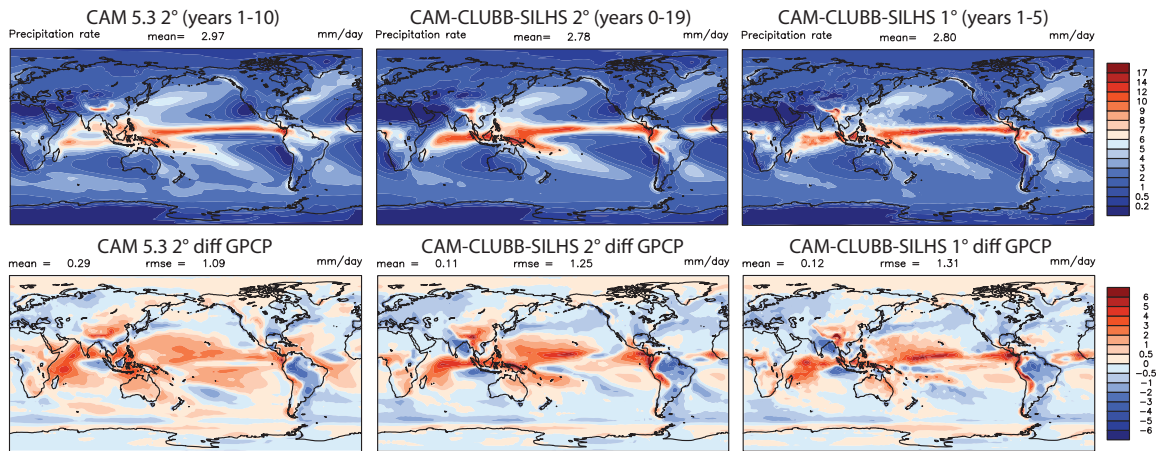 CAM 5.3 2° (years 1-10)
Precipitation rate mean= 2.97 mm/day
CAM-CLUBB-SILHS 2° (years 0-19)
Precipitation rate mean= 2.78 mm/day
CAM-CLUBB-SILHS 1° (years 1-5)
Precipitation rate mean= 2.80 mm/day
17
14
12
10
9
8
7
6
5
4
3
2
1
0.5
0.2
CAM 5.3 2° diff GPCP
mean = 0.29 rmse = 1.09 mm/day
CAM-CLUBB-SILHS 2° diff GPCP
mean = 0.11 rmse = 1.25 mm/day
CAM-CLUBB-SILHS 1° diff GPCP
mean = 0.12 rmse = 1.31 mm/day
6
5
4
3
2
1
0.5
0
−0.5
−1
−2
−3
−4
−5
−6